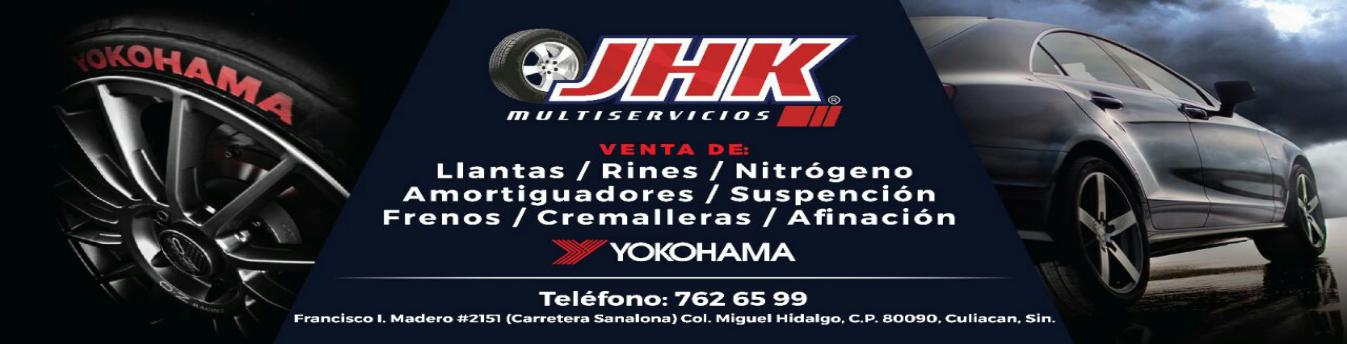 YOKOHAMA
JHK
MULTISERVICIOS
VENTA DE:
Llantas / Rines / Nitrógeno
Amortiguadores / Suspención
Frenos / Cremalleras / Afinación
YOKOHAMA
Teléfono: 762 65 99
Francisco I. Madero #2151 (Carretera Sanalona) Col. Miguel Hidalgo, C.P. 80090, Culiacan, Sin.